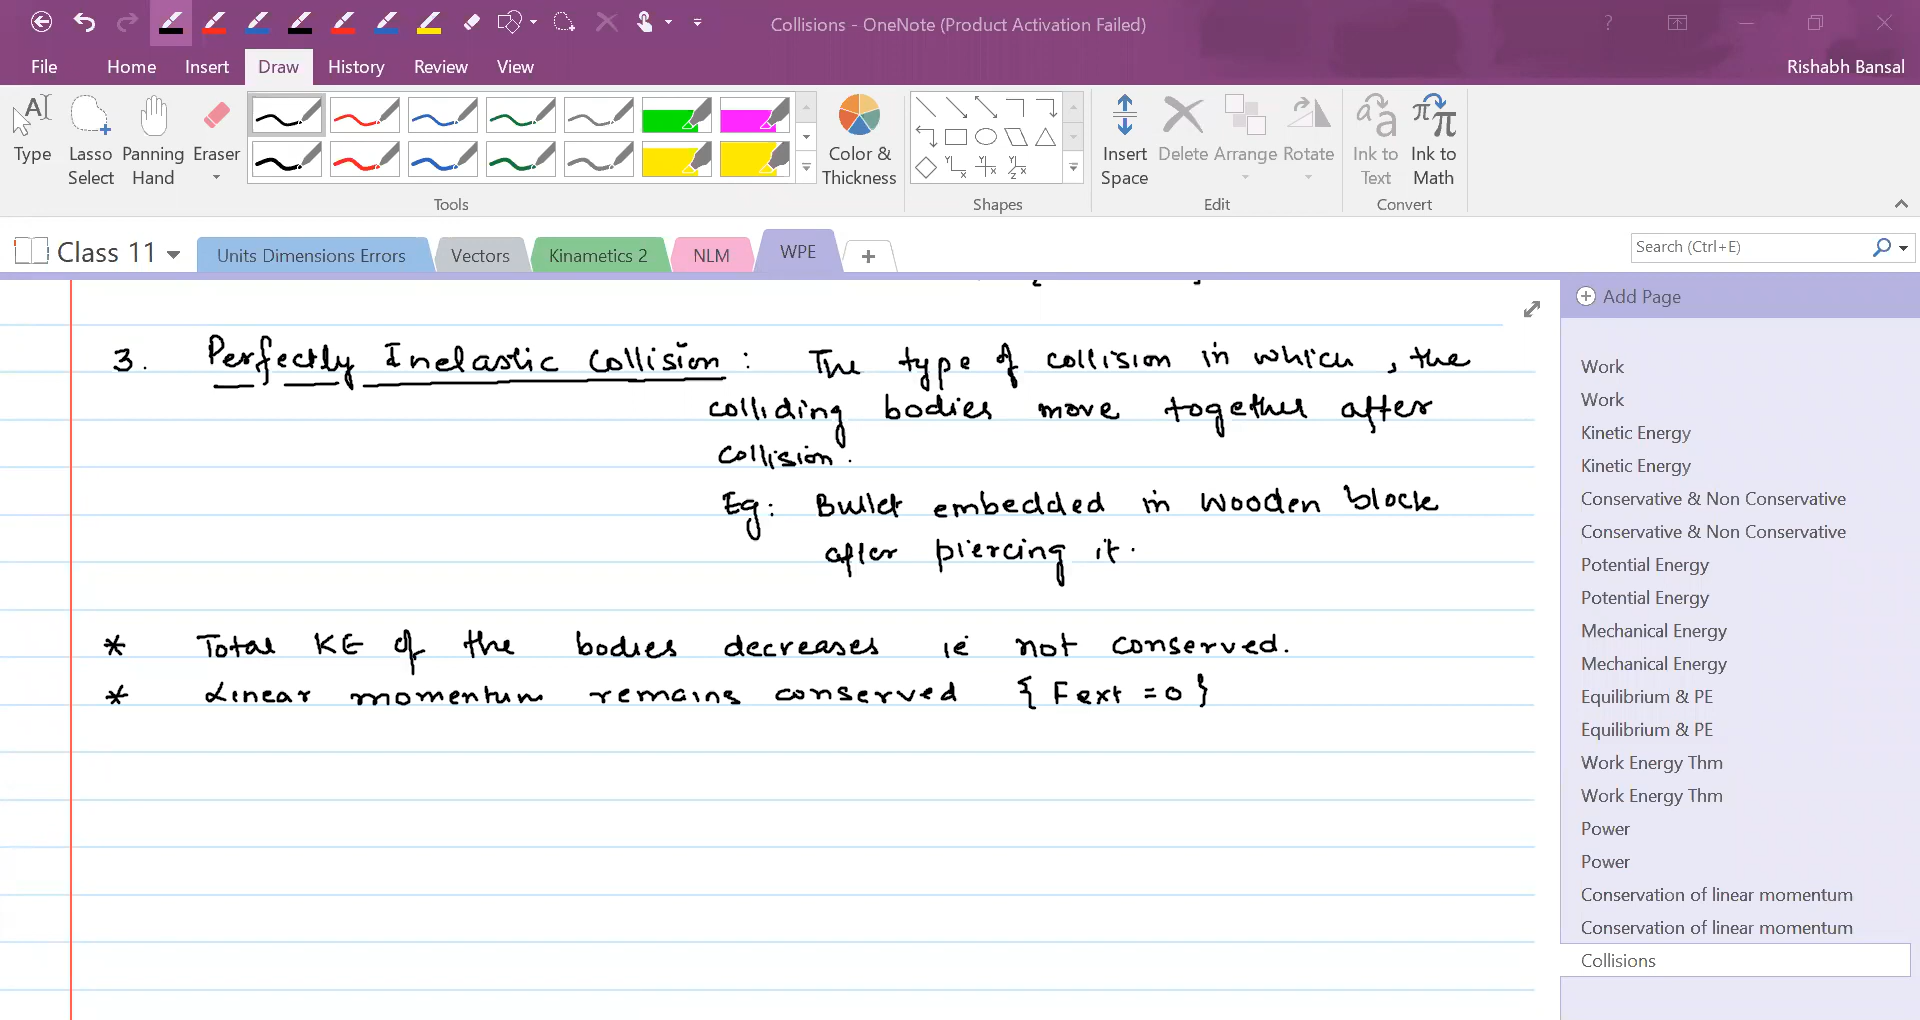 Collisions - OneNote (Product Activation Failed)
?
File Home Insert Draw History Review View Rishabh Bansal
Type
Lasso Select
Panning Hand
Eraser
Color & Thickness
Insert Space
Delete
Arrange
Rotate
Ink to Text
Ink to Math
Tools Shapes Edit Convert
Class 11 Units Dimensions Errors Vectors Kinametics 2 NLM WPE + Search (Ctrl+E)
3. Perfectly Inelastic Collision : The type of collision in which, the
colliding bodies move together after
collision.
Eg: Bullet embedded in wooden block
after piercing it.
* Total KE of the bodies decreases ie not conserved.
* Linear momentum remains conserved { Fext = 0 }
Add Page
Work
Work
Kinetic Energy
Kinetic Energy
Conservative & Non Conservative
Conservative & Non Conservative
Potential Energy
Potential Energy
Mechanical Energy
Mechanical Energy
Equilibrium & PE
Equilibrium & PE
Work Energy Thm
Work Energy Thm
Power
Power
Conservation of linear momentum
Conservation of linear momentum
Collisions